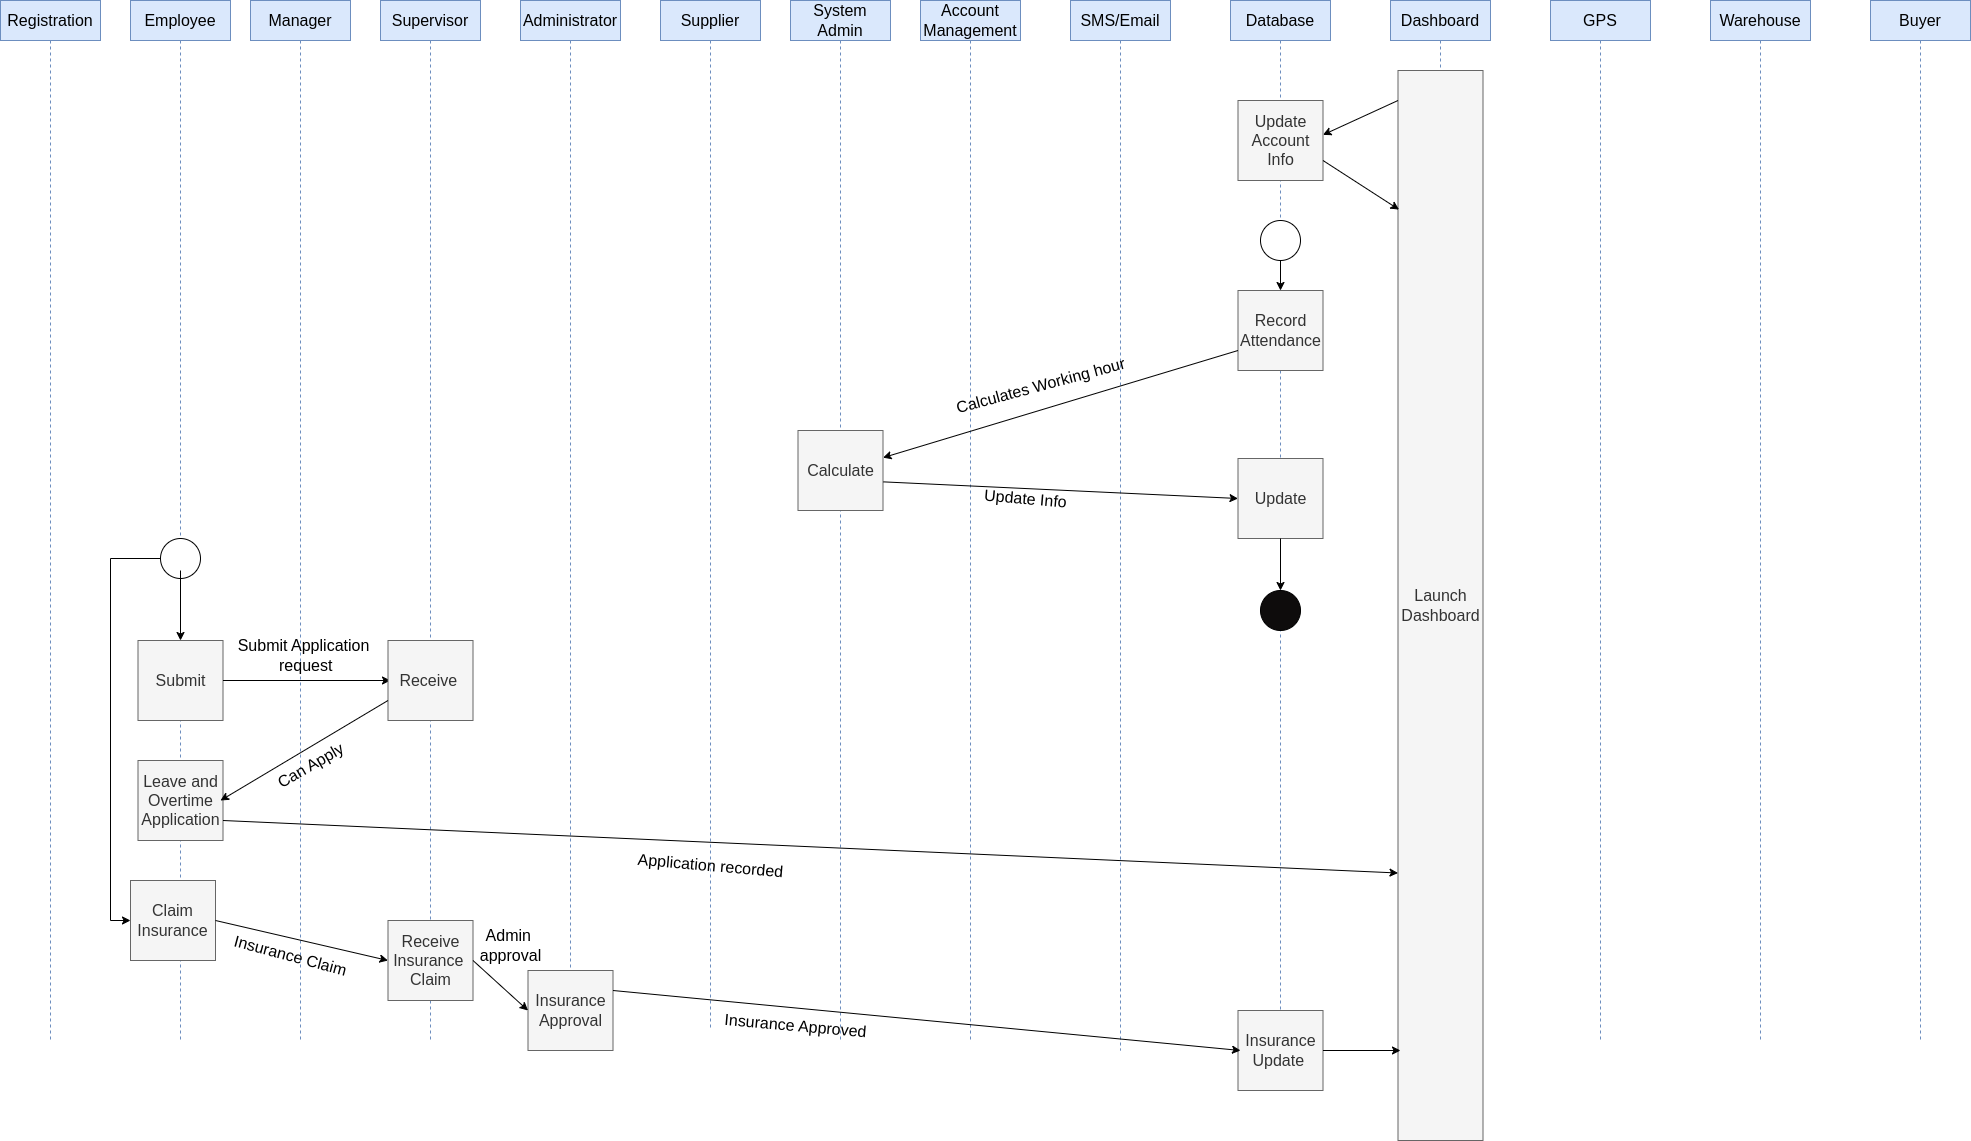 Registration
Employee
Manager
Supervisor
Administrator
Supplier
System
Admin
Account
Management
SMS/Email
Database
Dashboard
GPS
Warehouse
Buyer
Update
Account
Info
Record
Attendance
Calculates Working hour
Calculate
Update Info
Update
Launch
Dashboard
Submit
Submit Application
request
Receive
Can Apply
Leave and
Overtime
Application
Application recorded
Claim
Insurance
Insurance Claim
Receive
Insurance
Claim
Admin
approval
Insurance
Approval
Insurance Approved
Insurance
Update